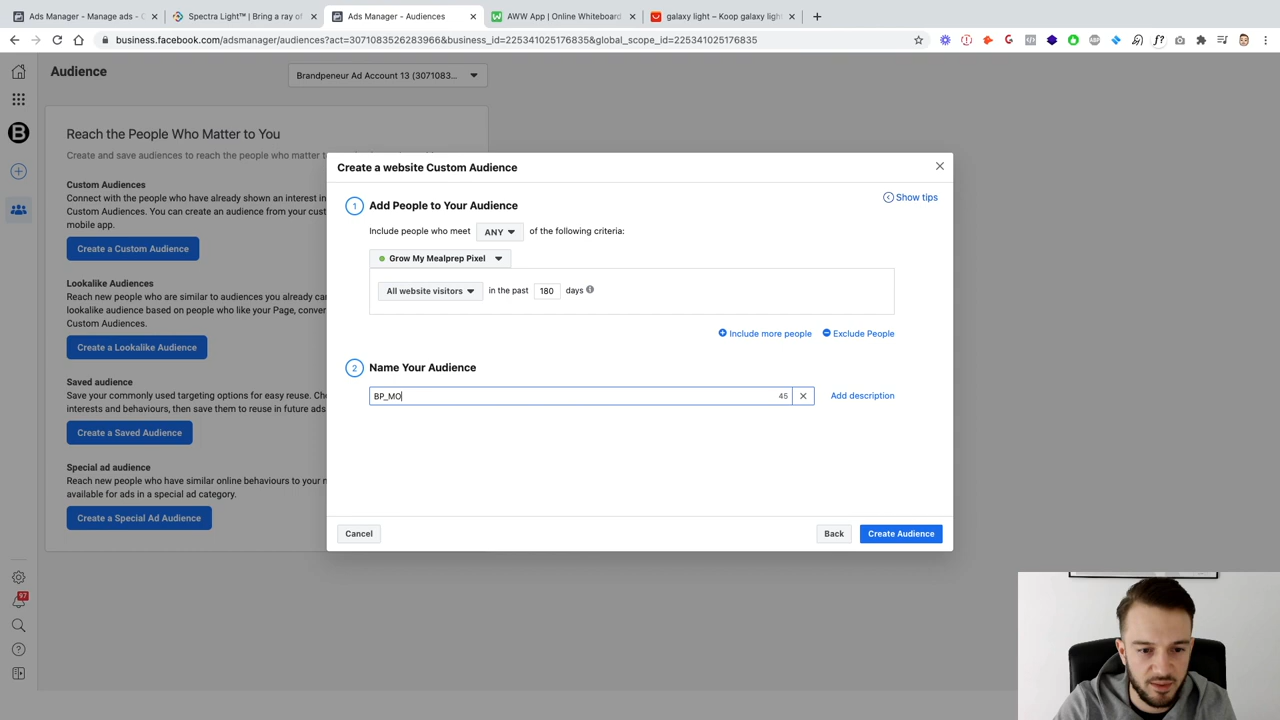 Ads Manager - Manage ads - C
Spectra Light™ | Bring a ray of
Ads Manager - Audiences
AWW App | Online Whiteboard
galaxy light – Koop galaxy light
business.facebook.com/adsmanager/audiences?act=3071083526283966&business_id=225341025176835&global_scope_id=225341025176835
Audience
Brandpeneur Ad Account 13 (3071083...
Reach the People Who Matter to You
Create and save audiences to reach the people who matter t
Custom Audiences
Connect with the people who have already shown an interest in
Custom Audiences. You can create an audience from your cust
mobile app.
Create a Custom Audience
Lookalike Audiences
Reach new people who are similar to audiences you already car
lookalike audience based on people who like your Page, conver
Custom Audiences.
Create a Lookalike Audience
Saved audience
Save your commonly used targeting options for easy reuse. Cho
interests and behaviours, then save them to reuse in future ads
Create a Saved Audience
Special ad audience
Reach new people who have similar online behaviours to your m
available for ads in a special ad category.
Create a Special Ad Audience
97
Create a website Custom Audience
Show tips
1 Add People to Your Audience
Include people who meet ANY of the following criteria:
Grow My Mealprep Pixel
All website visitors in the past 180 days
Include more people Exclude People
2 Name Your Audience
BP_MO 45 Add description
Cancel Back Create Audience